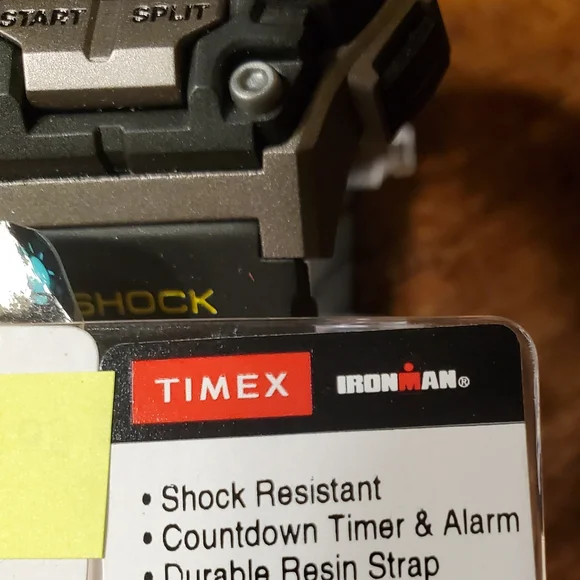 START SPLIT
SHOCK
TIMEX IRONMAN®
• Shock Resistant
• Countdown Timer & Alarm
• Durable Resin Strap